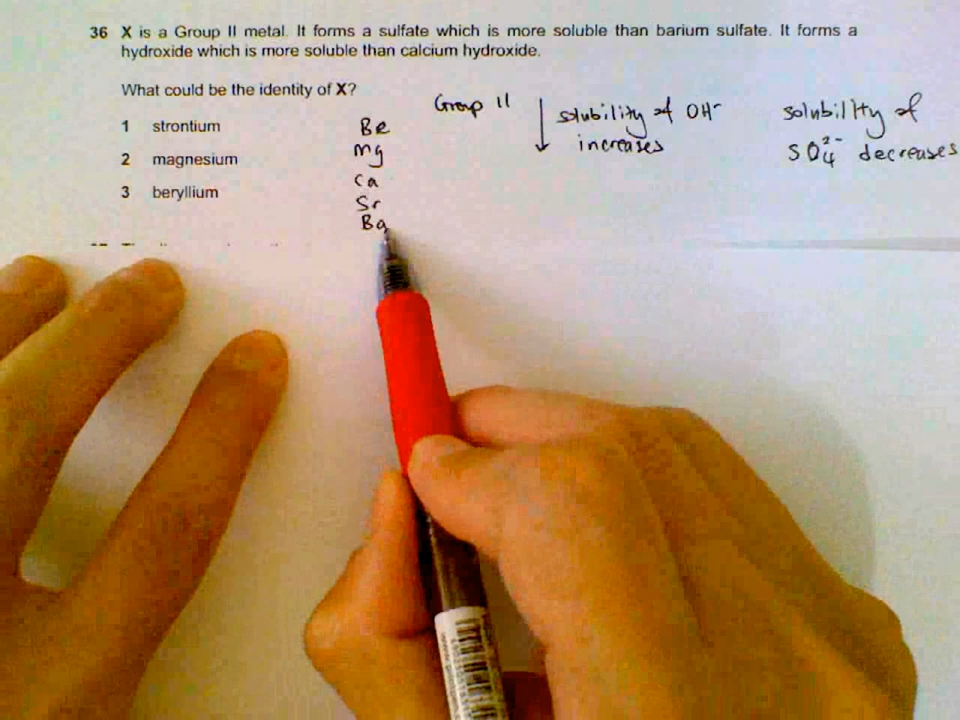 36 X is a Group II metal. It forms a sulfate which is more soluble than barium sulfate. It forms a
hydroxide which is more soluble than calcium hydroxide.
What could be the identity of X?
1 strontium
2 magnesium
3 beryllium
Be
Mg
Ca
Sr
Ba
Group II
solubility of OH⁻
increases
solubility of
SO₄²⁻ decreases